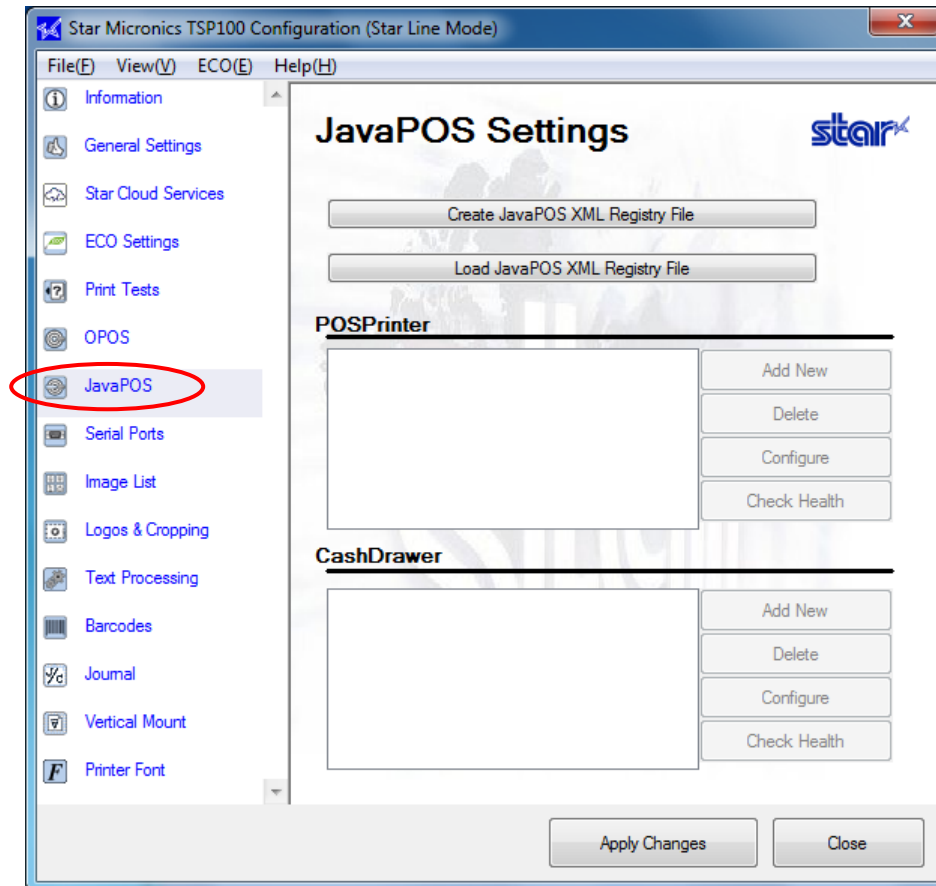 Star Micronics TSP100 Configuration (Star Line Mode)
File(F) View(V) ECO(E) Help(H)
Information
General Settings
Star Cloud Services
ECO Settings
Print Tests
OPOS
JavaPOS
Serial Ports
Image List
Logos & Cropping
Text Processing
Barcodes
Journal
Vertical Mount
Printer Font
JavaPOS Settings
star
Create JavaPOS XML Registry File
Load JavaPOS XML Registry File
POSPrinter
Add New
Delete
Configure
Check Health
CashDrawer
Add New
Delete
Configure
Check Health
Apply Changes
Close